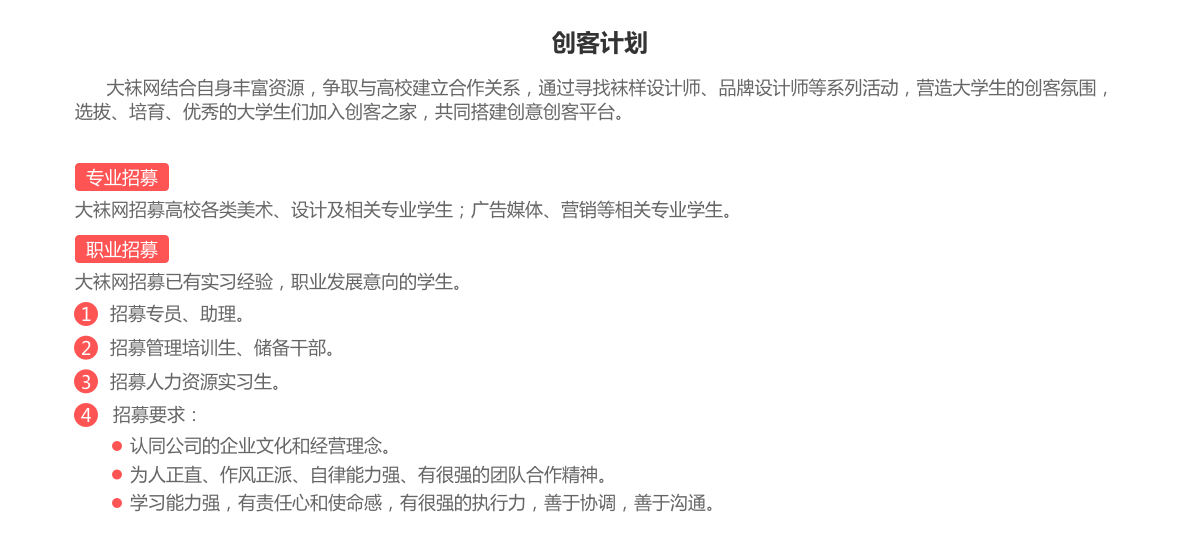 创客计划
大袜网结合自身丰富资源，争取与高校建立合作关系，通过寻找袜样设计师、品牌设计师等系列活动，营造大学生的创客氛围，
选拔、培育、优秀的大学生们加入创客之家，共同搭建创意创客平台。
专业招募
大袜网招募高校各类美术、设计及相关专业学生；广告媒体、营销等相关专业学生。
职业招募
大袜网招募已有实习经验，职业发展意向的学生。
1 招募专员、助理。
2 招募管理培训生、储备干部。
3 招募人力资源实习生。
4 招募要求：
认同公司的企业文化和经营理念。
为人正直、作风正派、自律能力强、有很强的团队合作精神。
学习能力强，有责任心和使命感，有很强的执行力，善于协调，善于沟通。